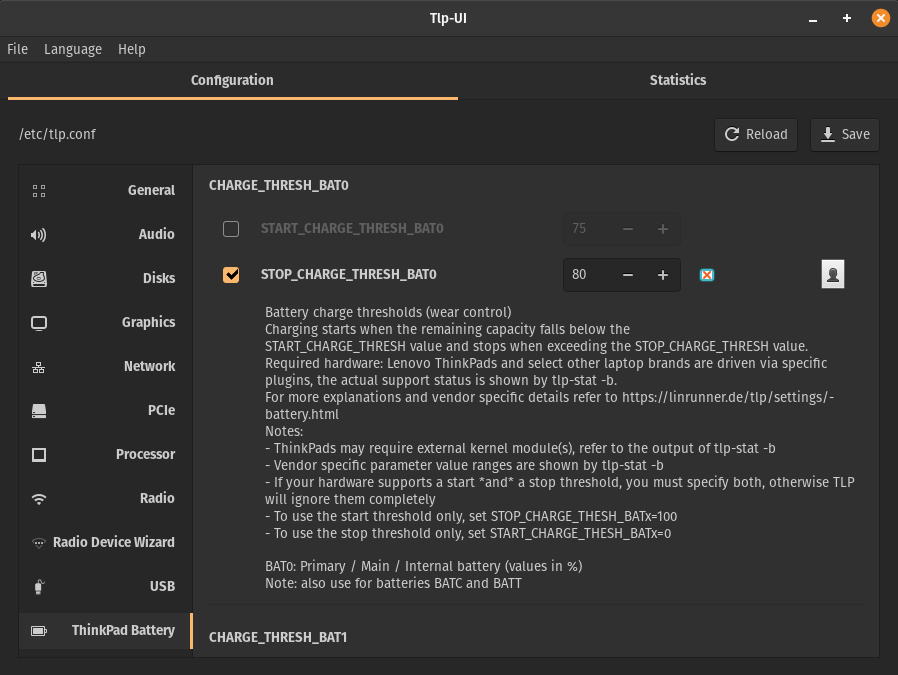 Tlp-UI
File Language Help
Configuration Statistics
/etc/tlp.conf Reload Save
General
Audio
Disks
Graphics
Network
PCIe
Processor
Radio
Radio Device Wizard
USB
ThinkPad Battery
CHARGE_THRESH_BAT0
START_CHARGE_THRESH_BAT0 75 − +
STOP_CHARGE_THRESH_BAT0 80 − +
Battery charge thresholds (wear control)
Charging starts when the remaining capacity falls below the
START_CHARGE_THRESH value and stops when exceeding the STOP_CHARGE_THRESH value.
Required hardware: Lenovo ThinkPads and select other laptop brands are driven via specific
plugins, the actual support status is shown by tlp-stat -b.
For more explanations and vendor specific details refer to https://linrunner.de/tlp/settings/-
battery.html
Notes:
- ThinkPads may require external kernel module(s), refer to the output of tlp-stat -b
- Vendor specific parameter value ranges are shown by tlp-stat -b
- If your hardware supports a start *and* a stop threshold, you must specify both, otherwise TLP
will ignore them completely
- To use the start threshold only, set STOP_CHARGE_THESH_BATx=100
- To use the stop threshold only, set START_CHARGE_THESH_BATx=0
BAT0: Primary / Main / Internal battery (values in %)
Note: also use for batteries BATC and BATT
CHARGE_THRESH_BAT1